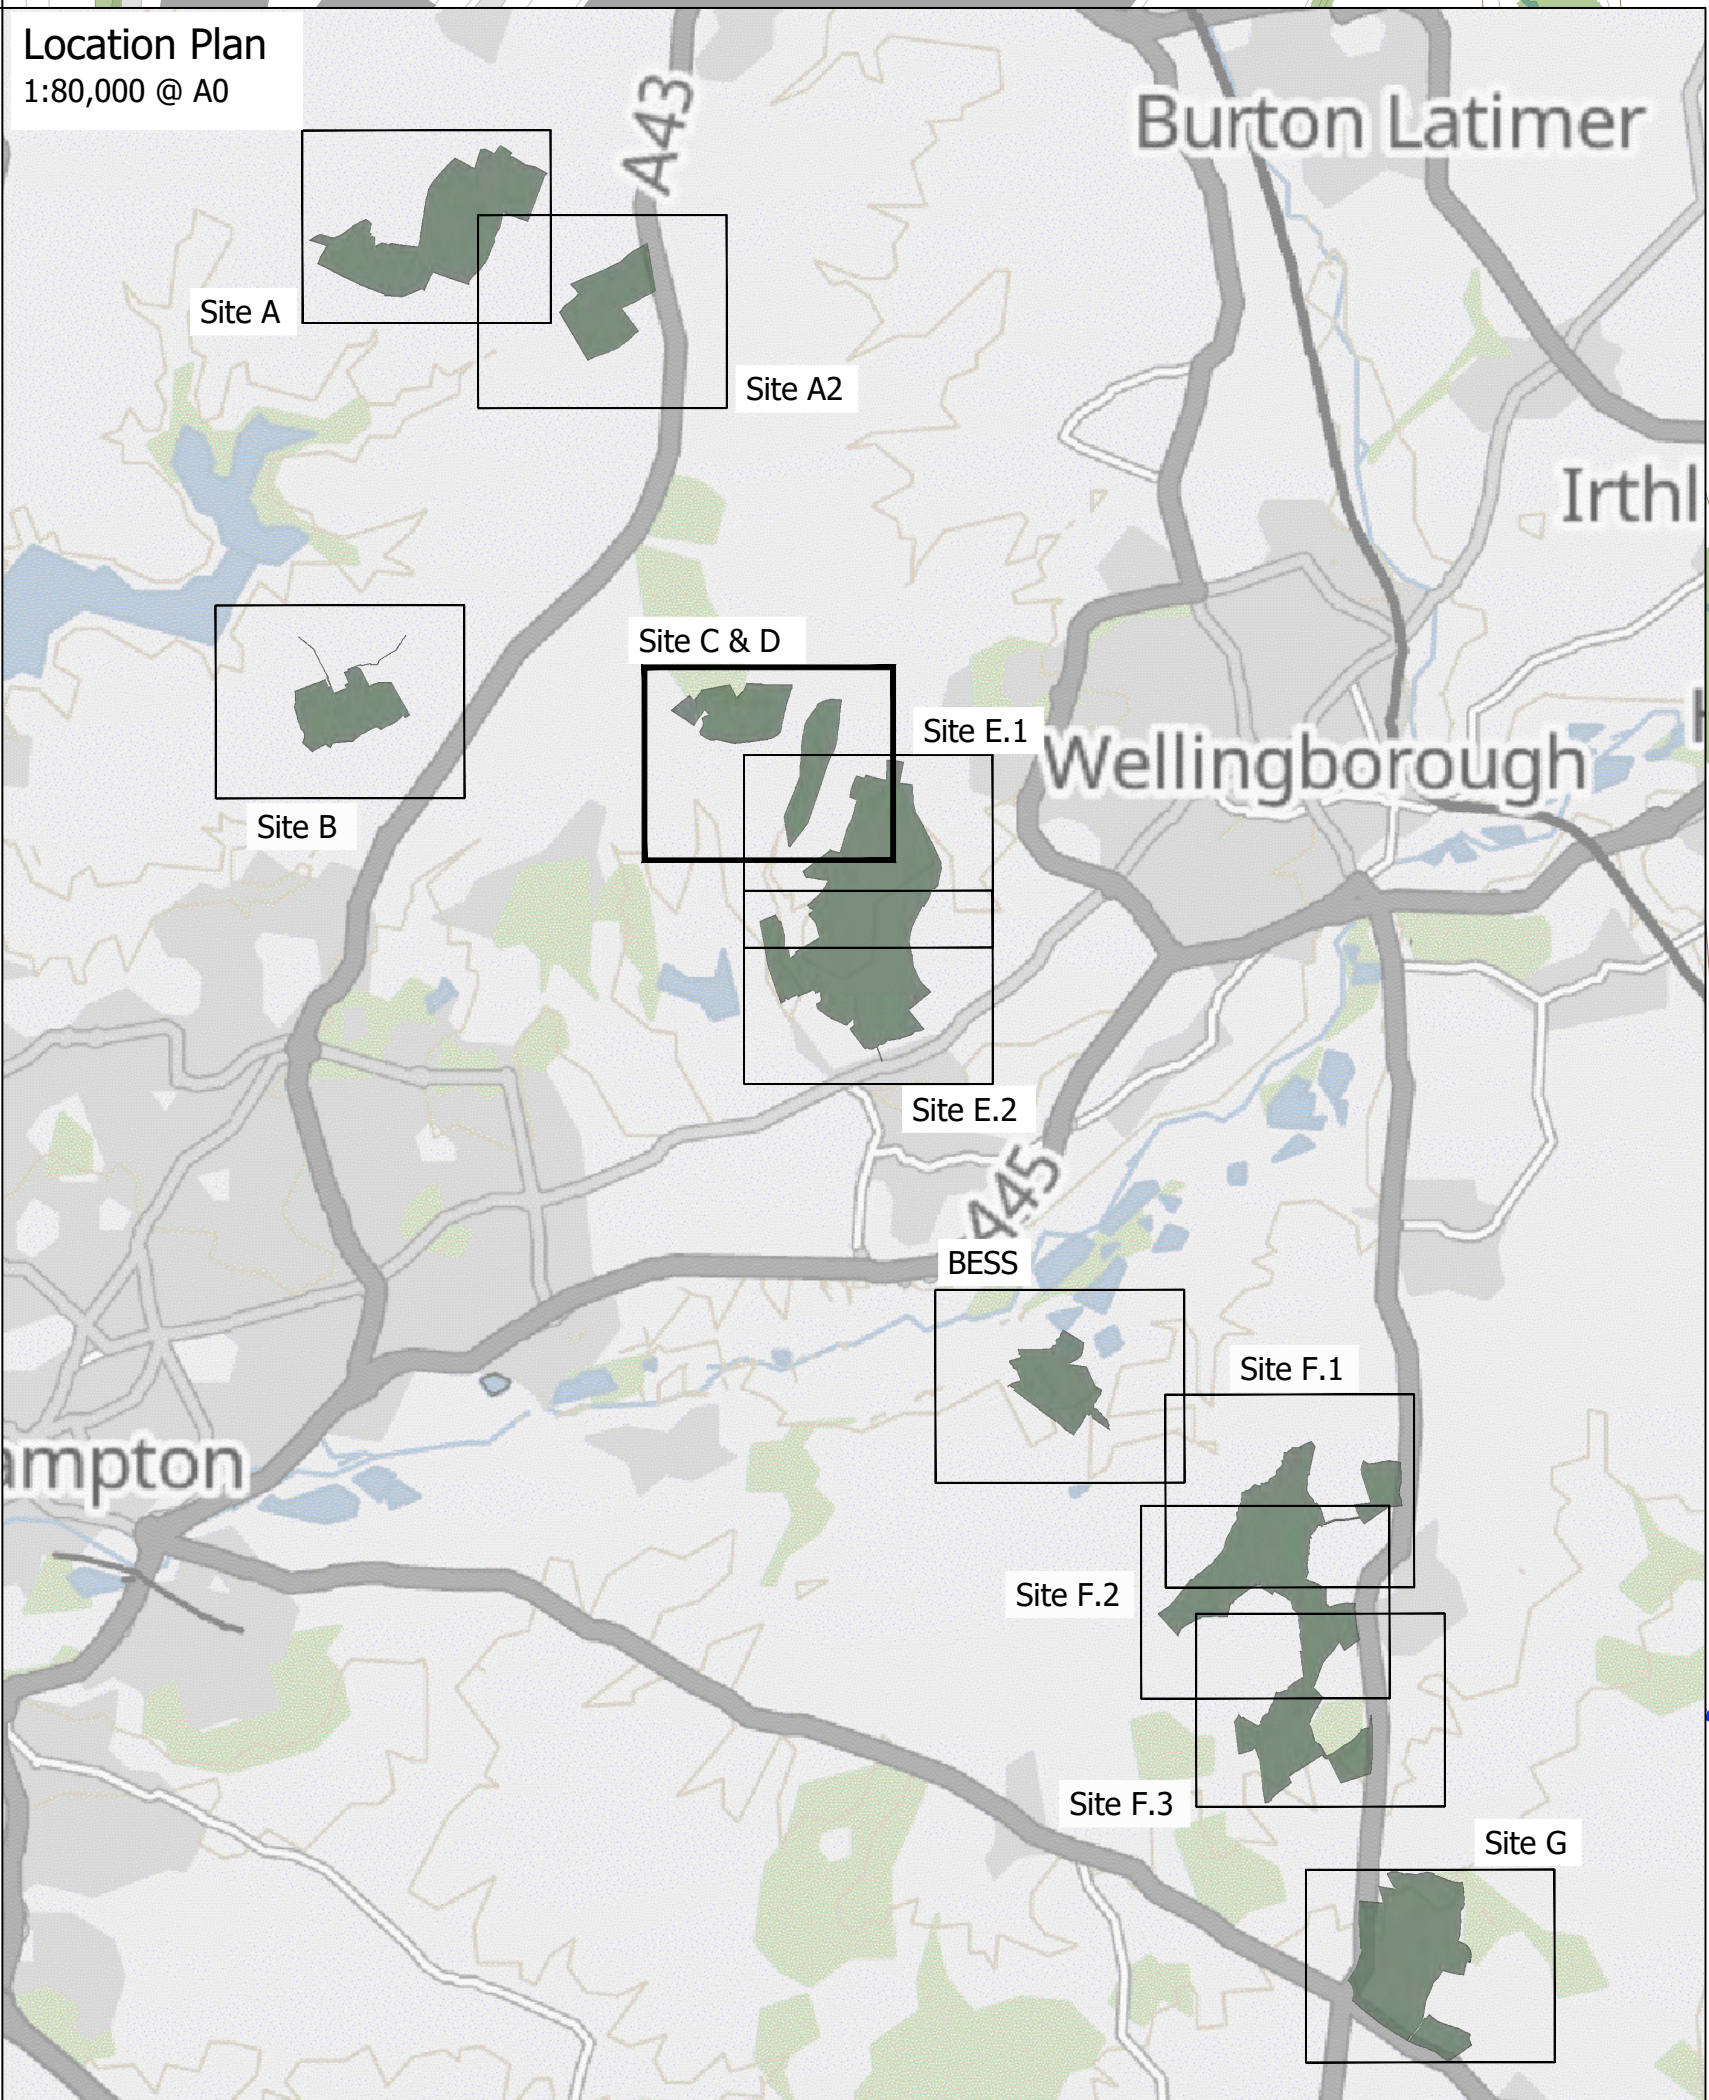 Location Plan
1:80,000 @ A0
A43
Burton Latimer
Site A
Site A2
Irthl
Site C & D
Site E.1
Wellingborough
Site B
Site E.2
A45
BESS
Site F.1
ampton
Site F.2
Site F.3
Site G